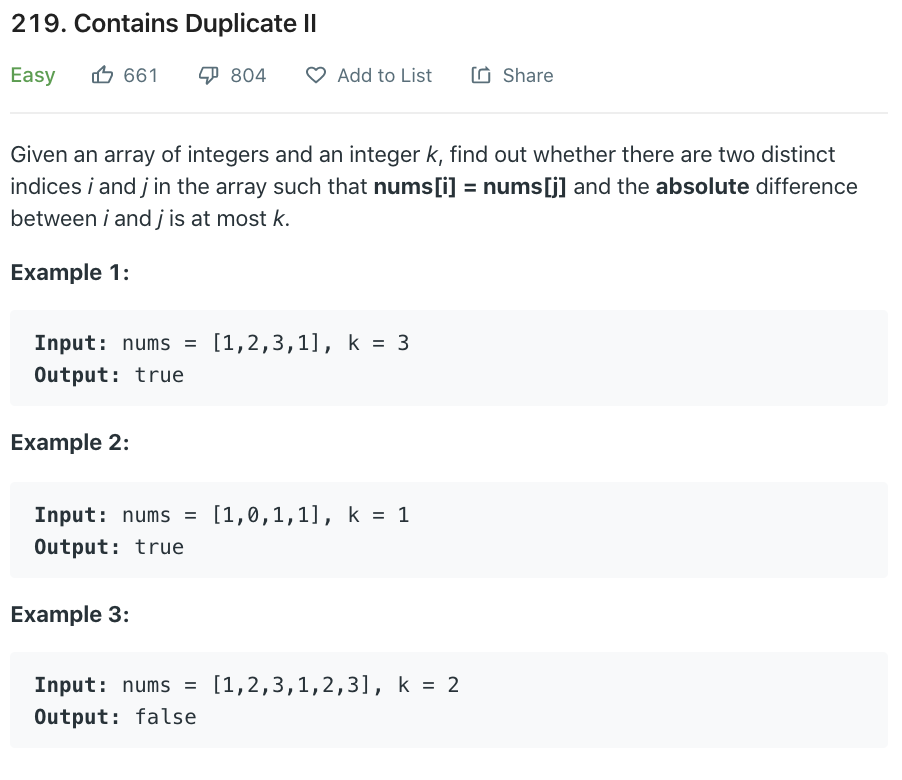 219. Contains Duplicate II
Easy 661 804 Add to List Share
Given an array of integers and an integer k, find out whether there are two distinct
indices i and j in the array such that nums[i] = nums[j] and the absolute difference
between i and j is at most k.
Example 1:
Input: nums = [1,2,3,1], k = 3
Output: true
Example 2:
Input: nums = [1,0,1,1], k = 1
Output: true
Example 3:
Input: nums = [1,2,3,1,2,3], k = 2
Output: false